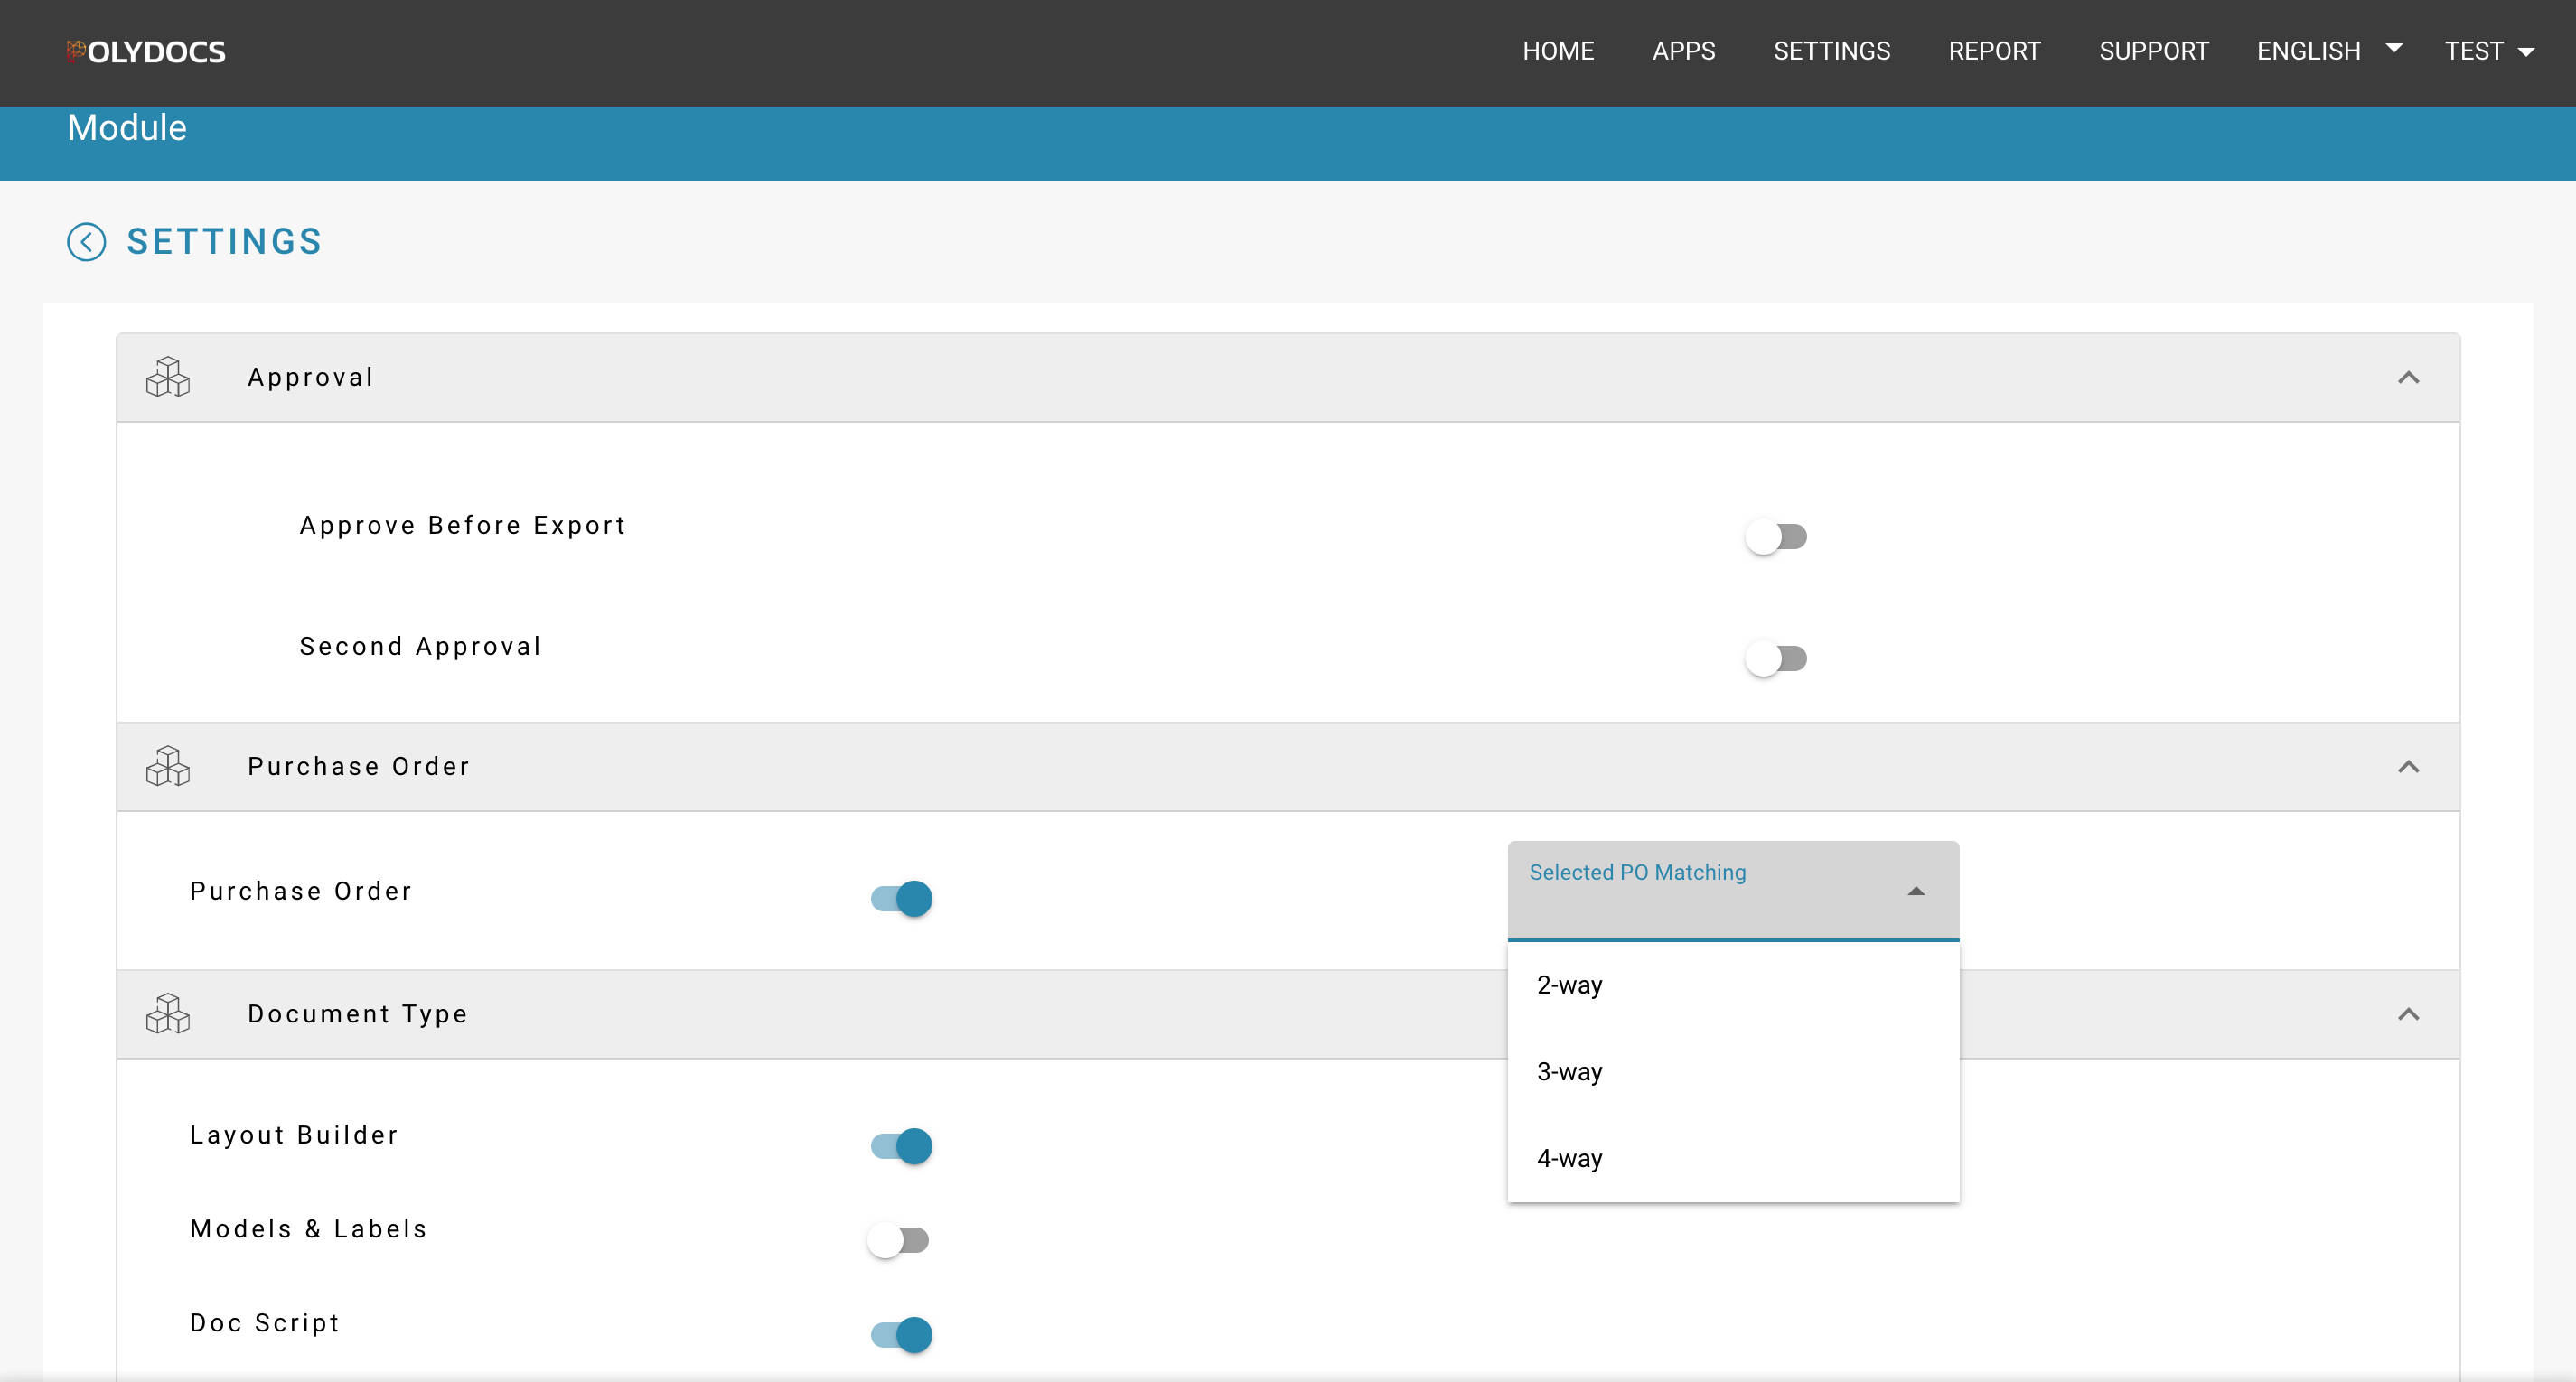 POLYDOCS
HOME APPS SETTINGS REPORT SUPPORT ENGLISH TEST
Module
SETTINGS
Approval
Approve Before Export
Second Approval
Purchase Order
Purchase Order
Selected PO Matching
2-way
3-way
4-way
Document Type
Layout Builder
Models & Labels
Doc Script